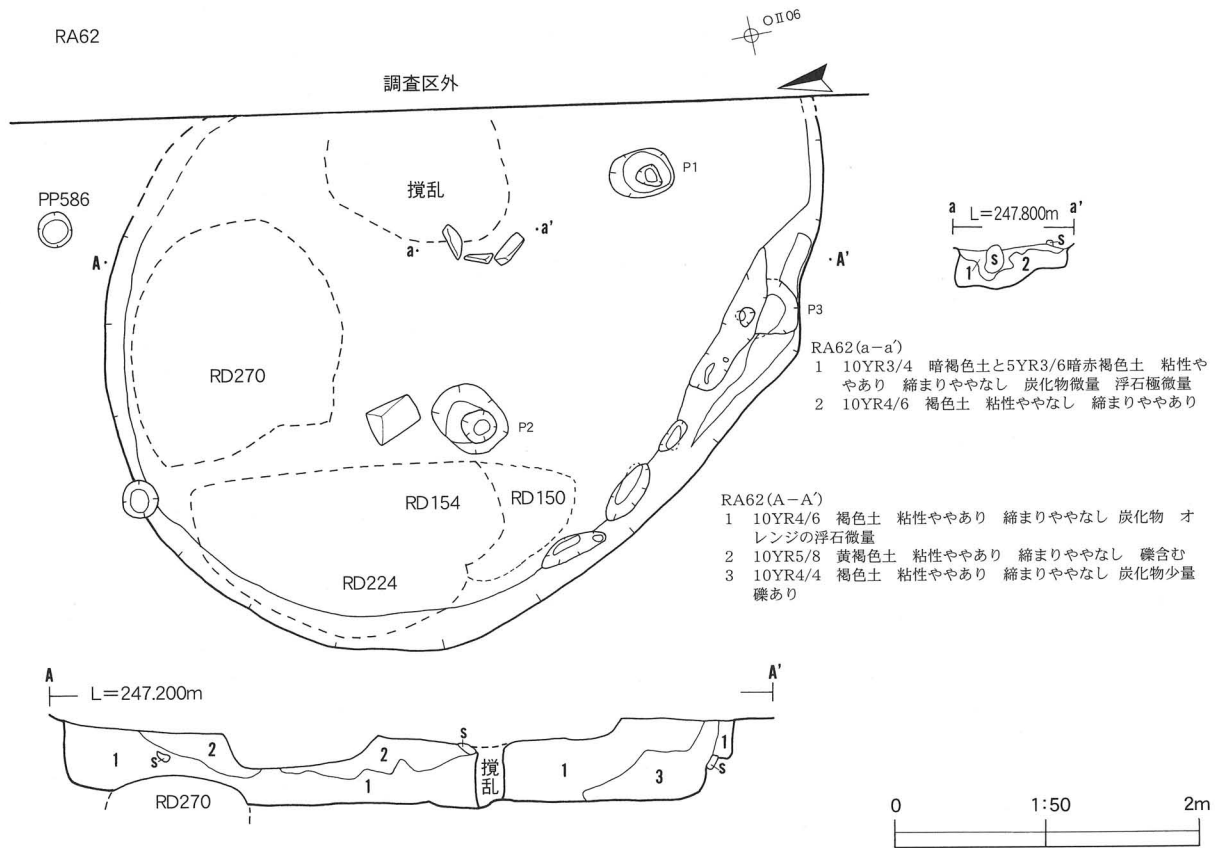 RA62
OⅡ06
調査区外
PP586
撹乱
P1
a
a'
A
A'
P3
RD270
P2
RD154
RD150
RD224
a L=247.800m a'
s
s
1
2
RA62(a-a')
1 10YR3/4 暗褐色土と5YR3/6暗赤褐色土 粘性や
やあり 締まりややなし 炭化物微量 浮石極微量
2 10YR4/6 褐色土 粘性ややなし 締まりややあり
RA62(A-A')
1 10YR4/6 褐色土 粘性ややあり 締まりややなし 炭化物 オ
レンジの浮石微量
2 10YR5/8 黄褐色土 粘性ややあり 締まりややなし 礫含む
3 10YR4/4 褐色土 粘性ややあり 締まりややなし 炭化物少量
礫あり
A L=247.200m A'
1
2
s
2
s
1
撹乱
1
3
1
s
RD270
0 1:50 2m